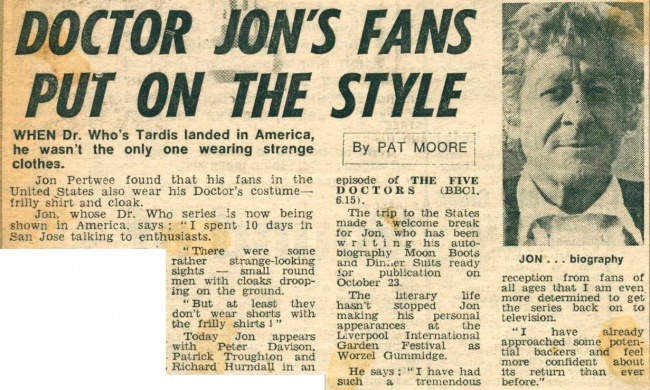 DOCTOR JON'S FANS
PUT ON THE STYLE
WHEN Dr. Who's Tardis landed in America,
he wasn't the only one wearing strange
clothes.
By PAT MOORE
Jon Pertwee found that his fans in the
United States also wear his Doctor's costume—
frilly shirt and cloak.
Jon, whose Dr. Who series is now being
shown in America, says: "I spent 10 days in
San Jose talking to enthusiasts.
"There were some
rather strange-looking
sights — small round
men with cloaks droop-
ing on the ground.
"But at least they
don't wear shorts with
the frilly shirts!"
Today Jon appears
with Peter Davison,
Patrick Troughton and
Richard Hurndall in an
episode of THE FIVE
DOCTORS (BBC1,
6.15).
The trip to the States
made a welcome break
for Jon, who has been
writing his auto-
biography Moon Boots
and Dinner Suits ready
for publication on
October 23.
The literary life
hasn't stopped Jon
making his personal
appearances at the
Liverpool International
Garden Festival as
Worzel Gummidge.
He says: "I have had
such a tremendous
JON . . . biography
reception from fans of
all ages that I am even
more determined to get
the series back on to
television.
"I have already
approached some poten-
tial backers and feel
more confident about
its return than ever
before."